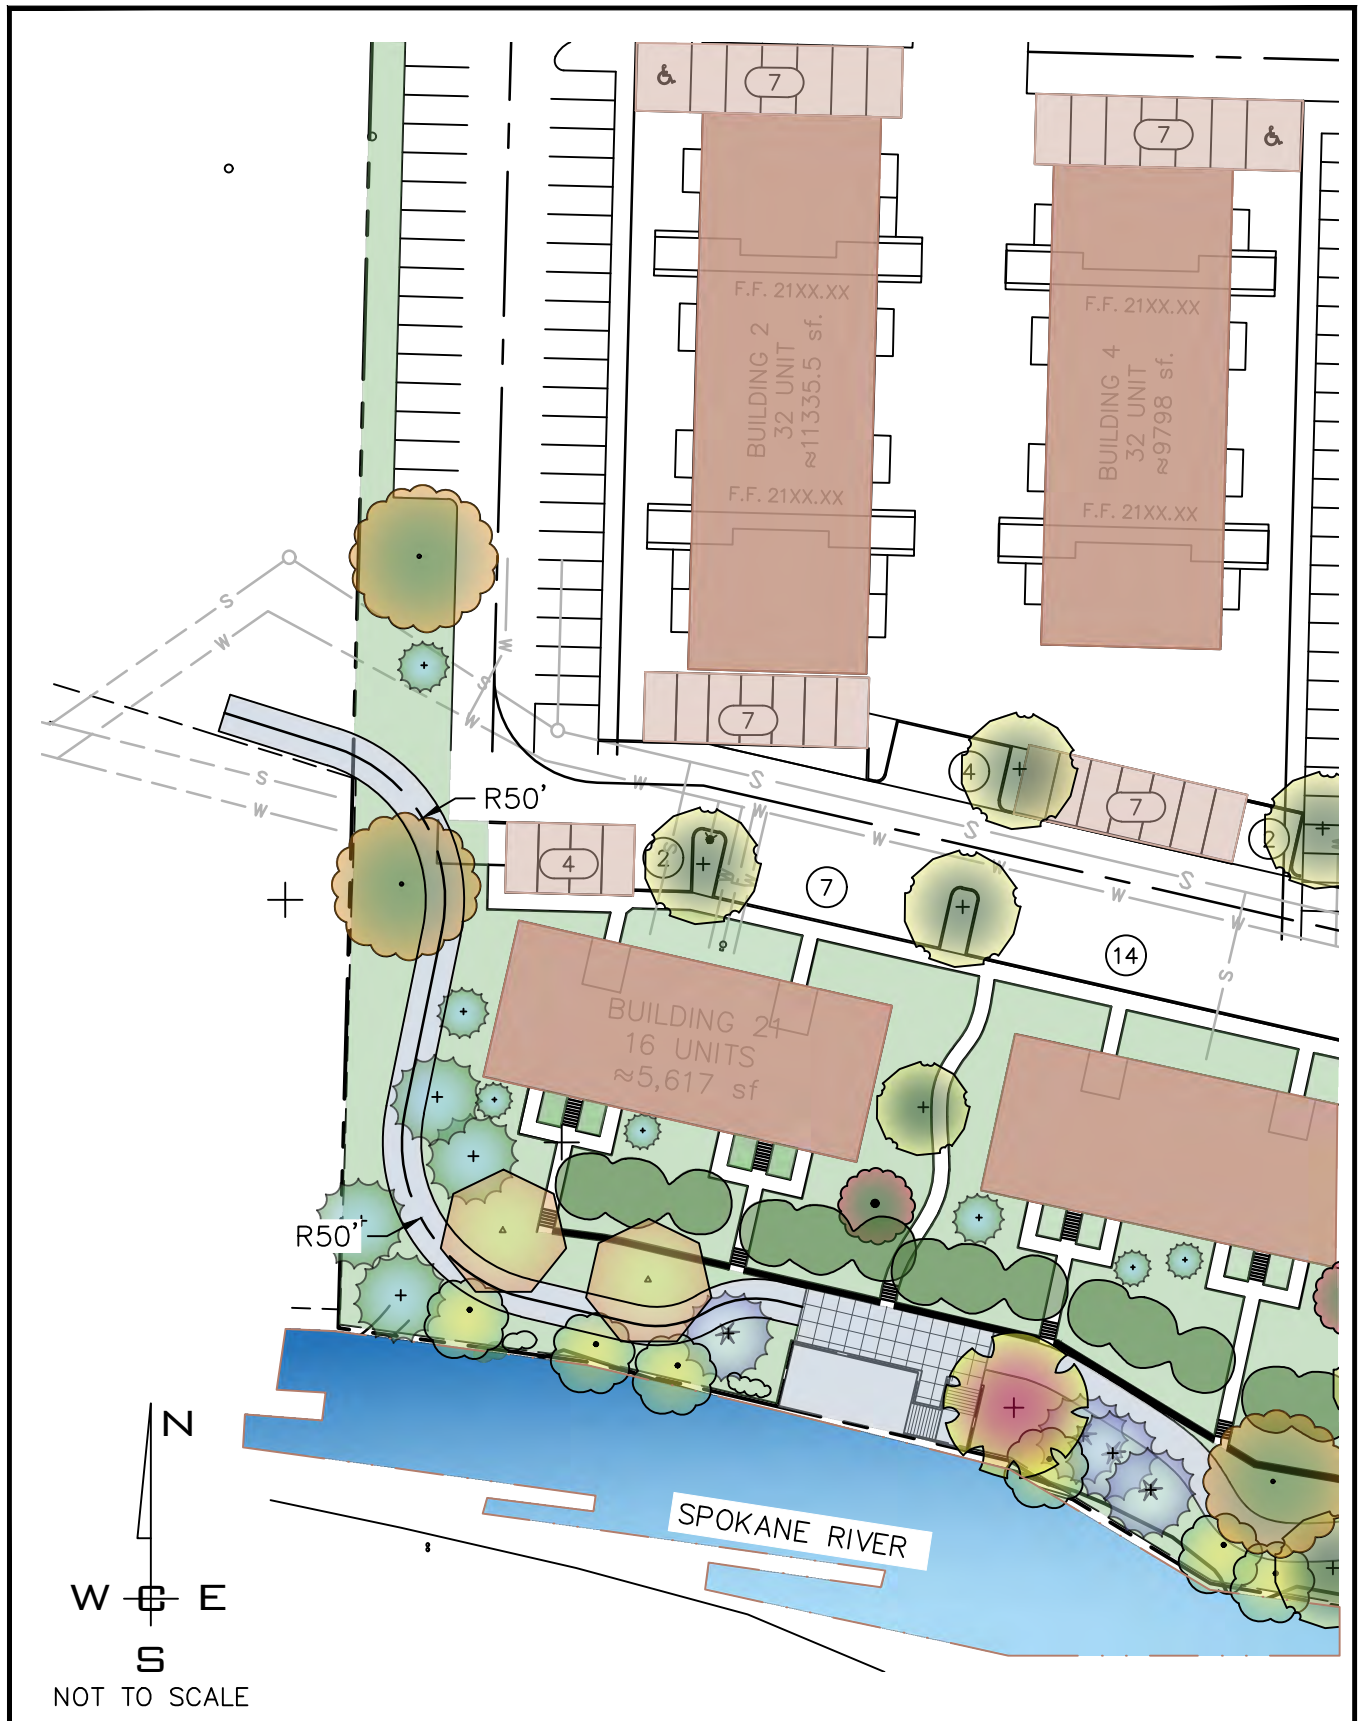 7
7
F.F. 21XX.XX
BUILDING 2
32 UNIT
≈11335.5 sf.
F.F. 21XX.XX
F.F. 21XX.XX
BUILDING 4
32 UNIT
≈9798 sf.
F.F. 21XX.XX
S
W
W
S
W
7
S
W
S
W
4
7
2
R50'
W
S
W
W
S
W
S
W
W
4
2
7
14
S
BUILDING 21
16 UNITS
≈5,617 sf
R50'
SPOKANE RIVER
N
W C E
S
NOT TO SCALE